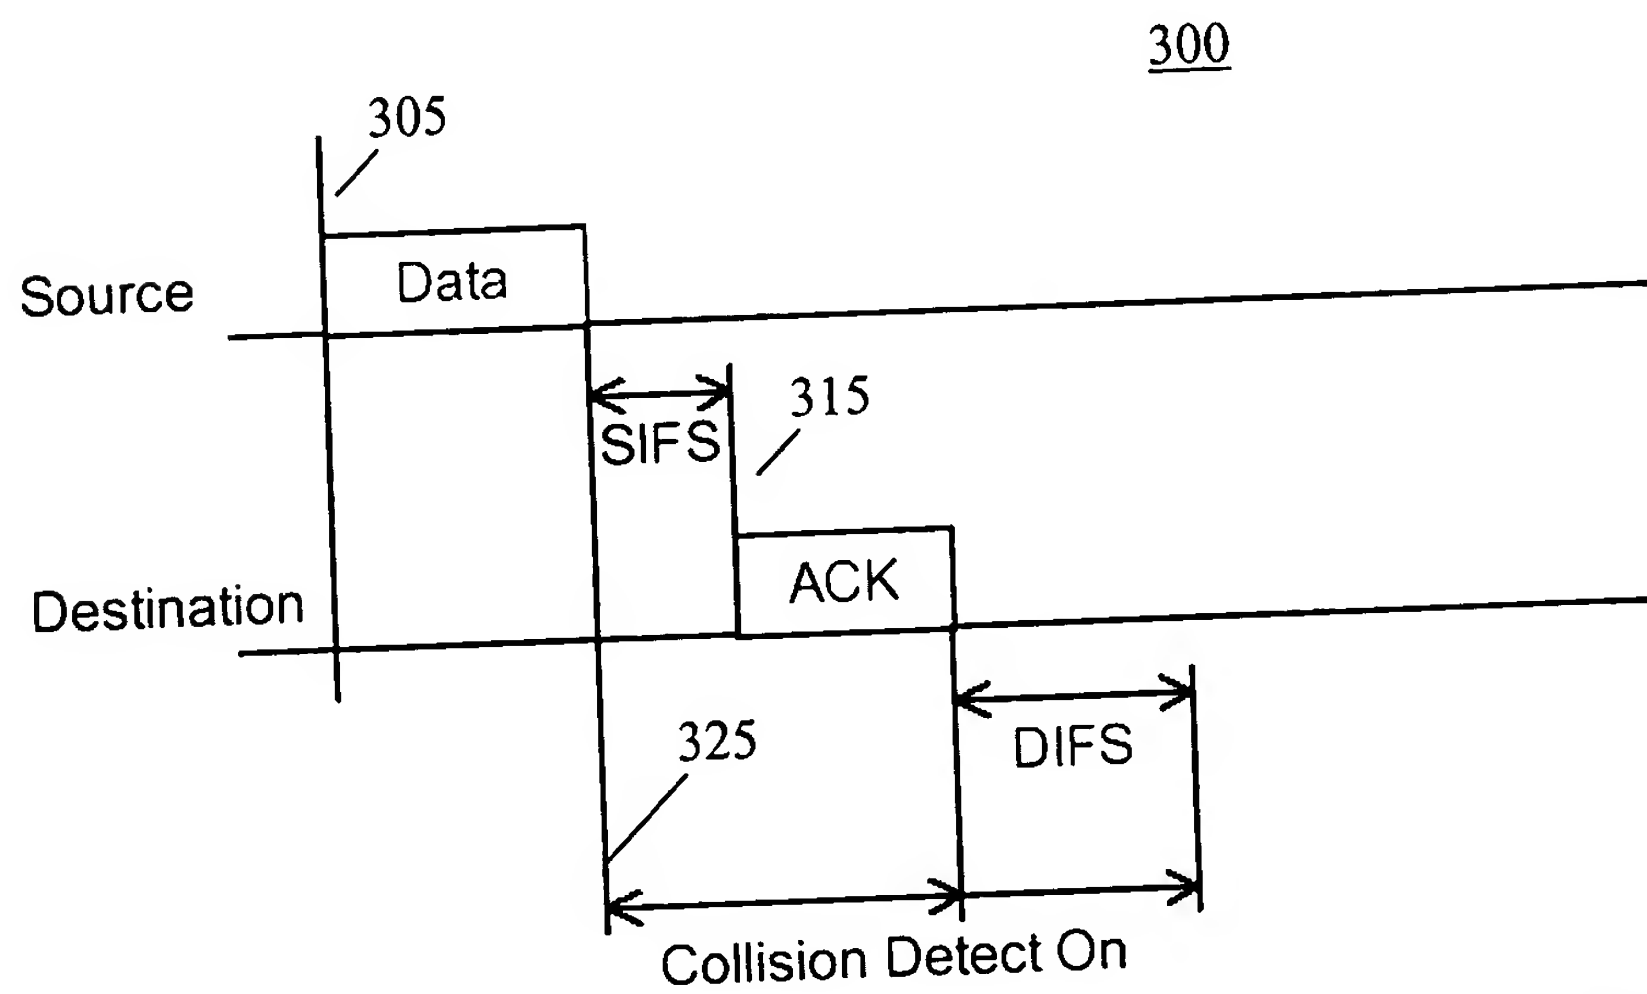 300
305
Data
Source
SIFS
315
ACK
Destination
DIFS
325
Collision Detect On